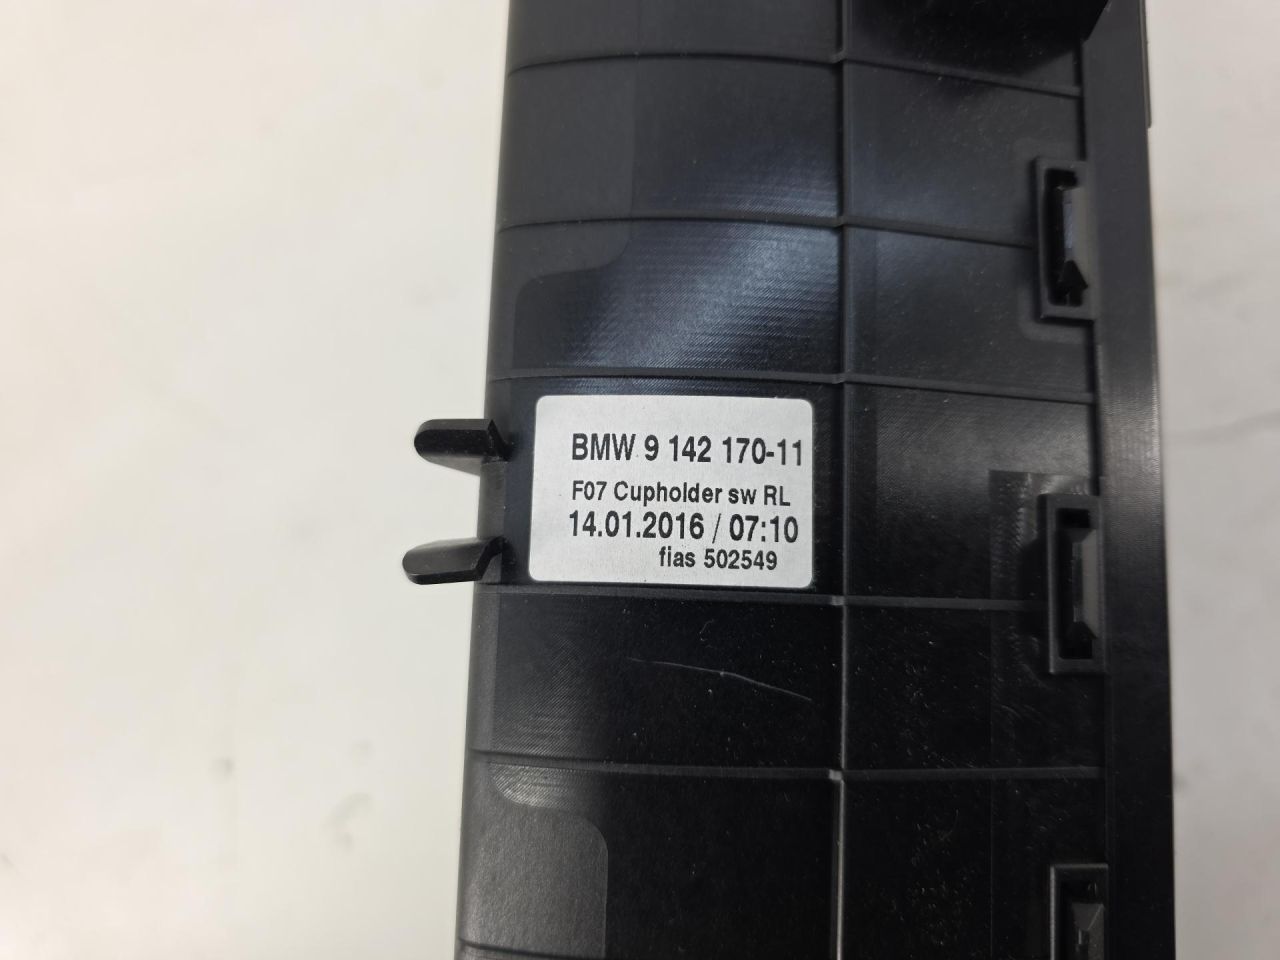 BMW 9 142 170-11
F07 Cupholder sw RL
14.01.2016 / 07:10
fias 502549